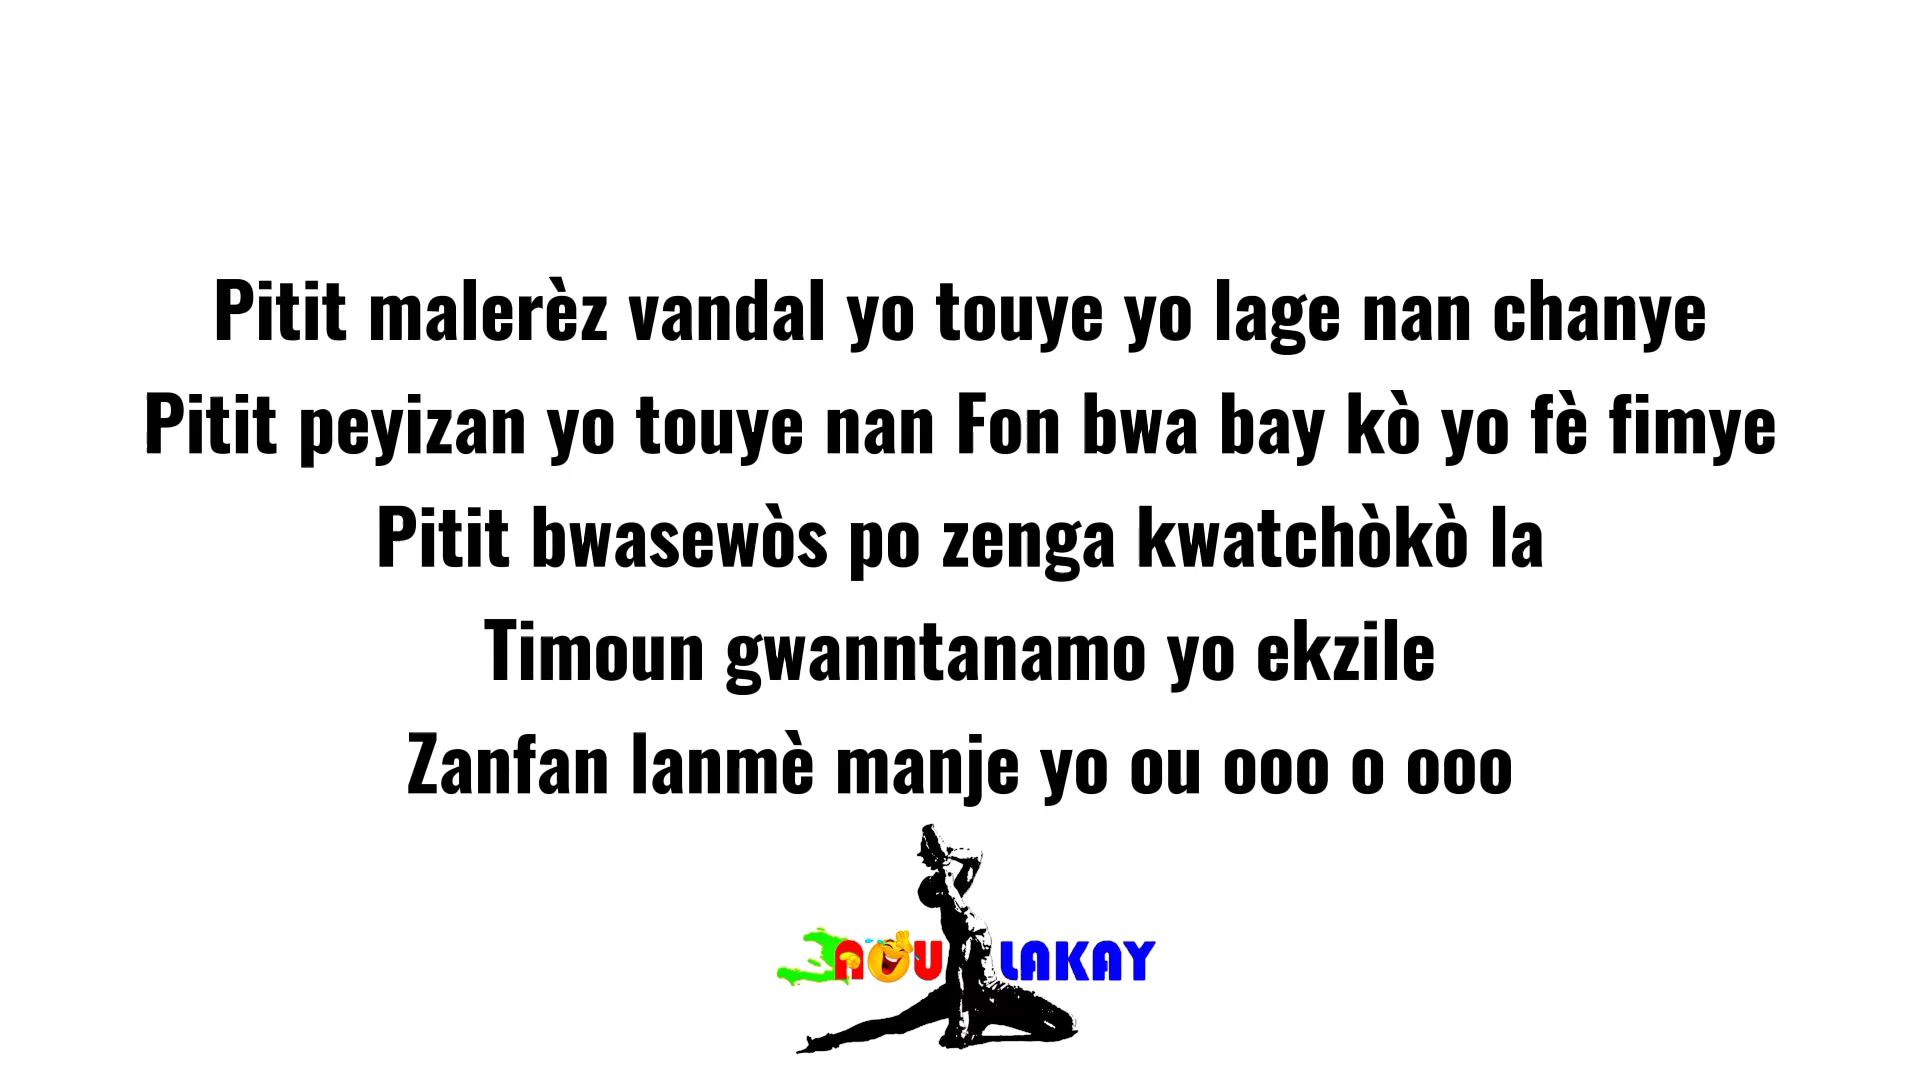 Pitit malerèz vandal yo touye yo lage nan chanye
Pitit peyizan yo touye nan Fon bwa bay kò yo fè fimye
Pitit bwasewòs po zenga kwatchòkò la
Timoun gwanntanamo yo ekzile
Zanfan lanmè manje yo ou ooo o ooo
NOU LAKAY